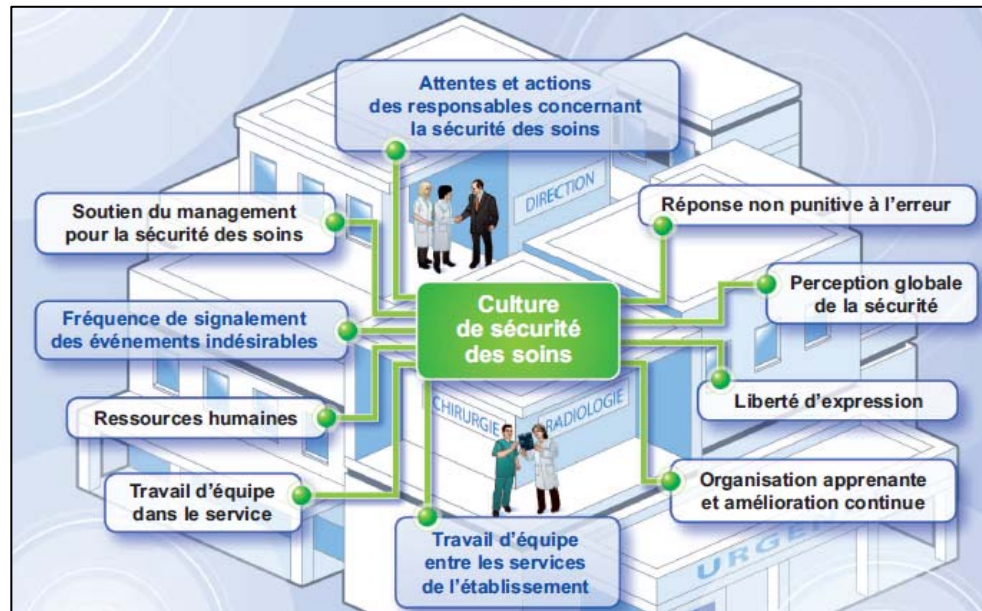 Attentes et actions
des responsables concernant
la sécurité des soins
DIRECTION
Soutien du management
pour la sécurité des soins
Réponse non punitive à l'erreur
Perception globale
de la sécurité
Culture
de sécurité
des soins
Fréquence de signalement
des événements indésirables
Ressources humaines
CHIRURGIE
RADIOLOGIE
Liberté d'expression
Travail d'équipe
dans le service
Organisation apprenante
et amélioration continue
Travail d'équipe
entre les services
de l'établissement
URGEN